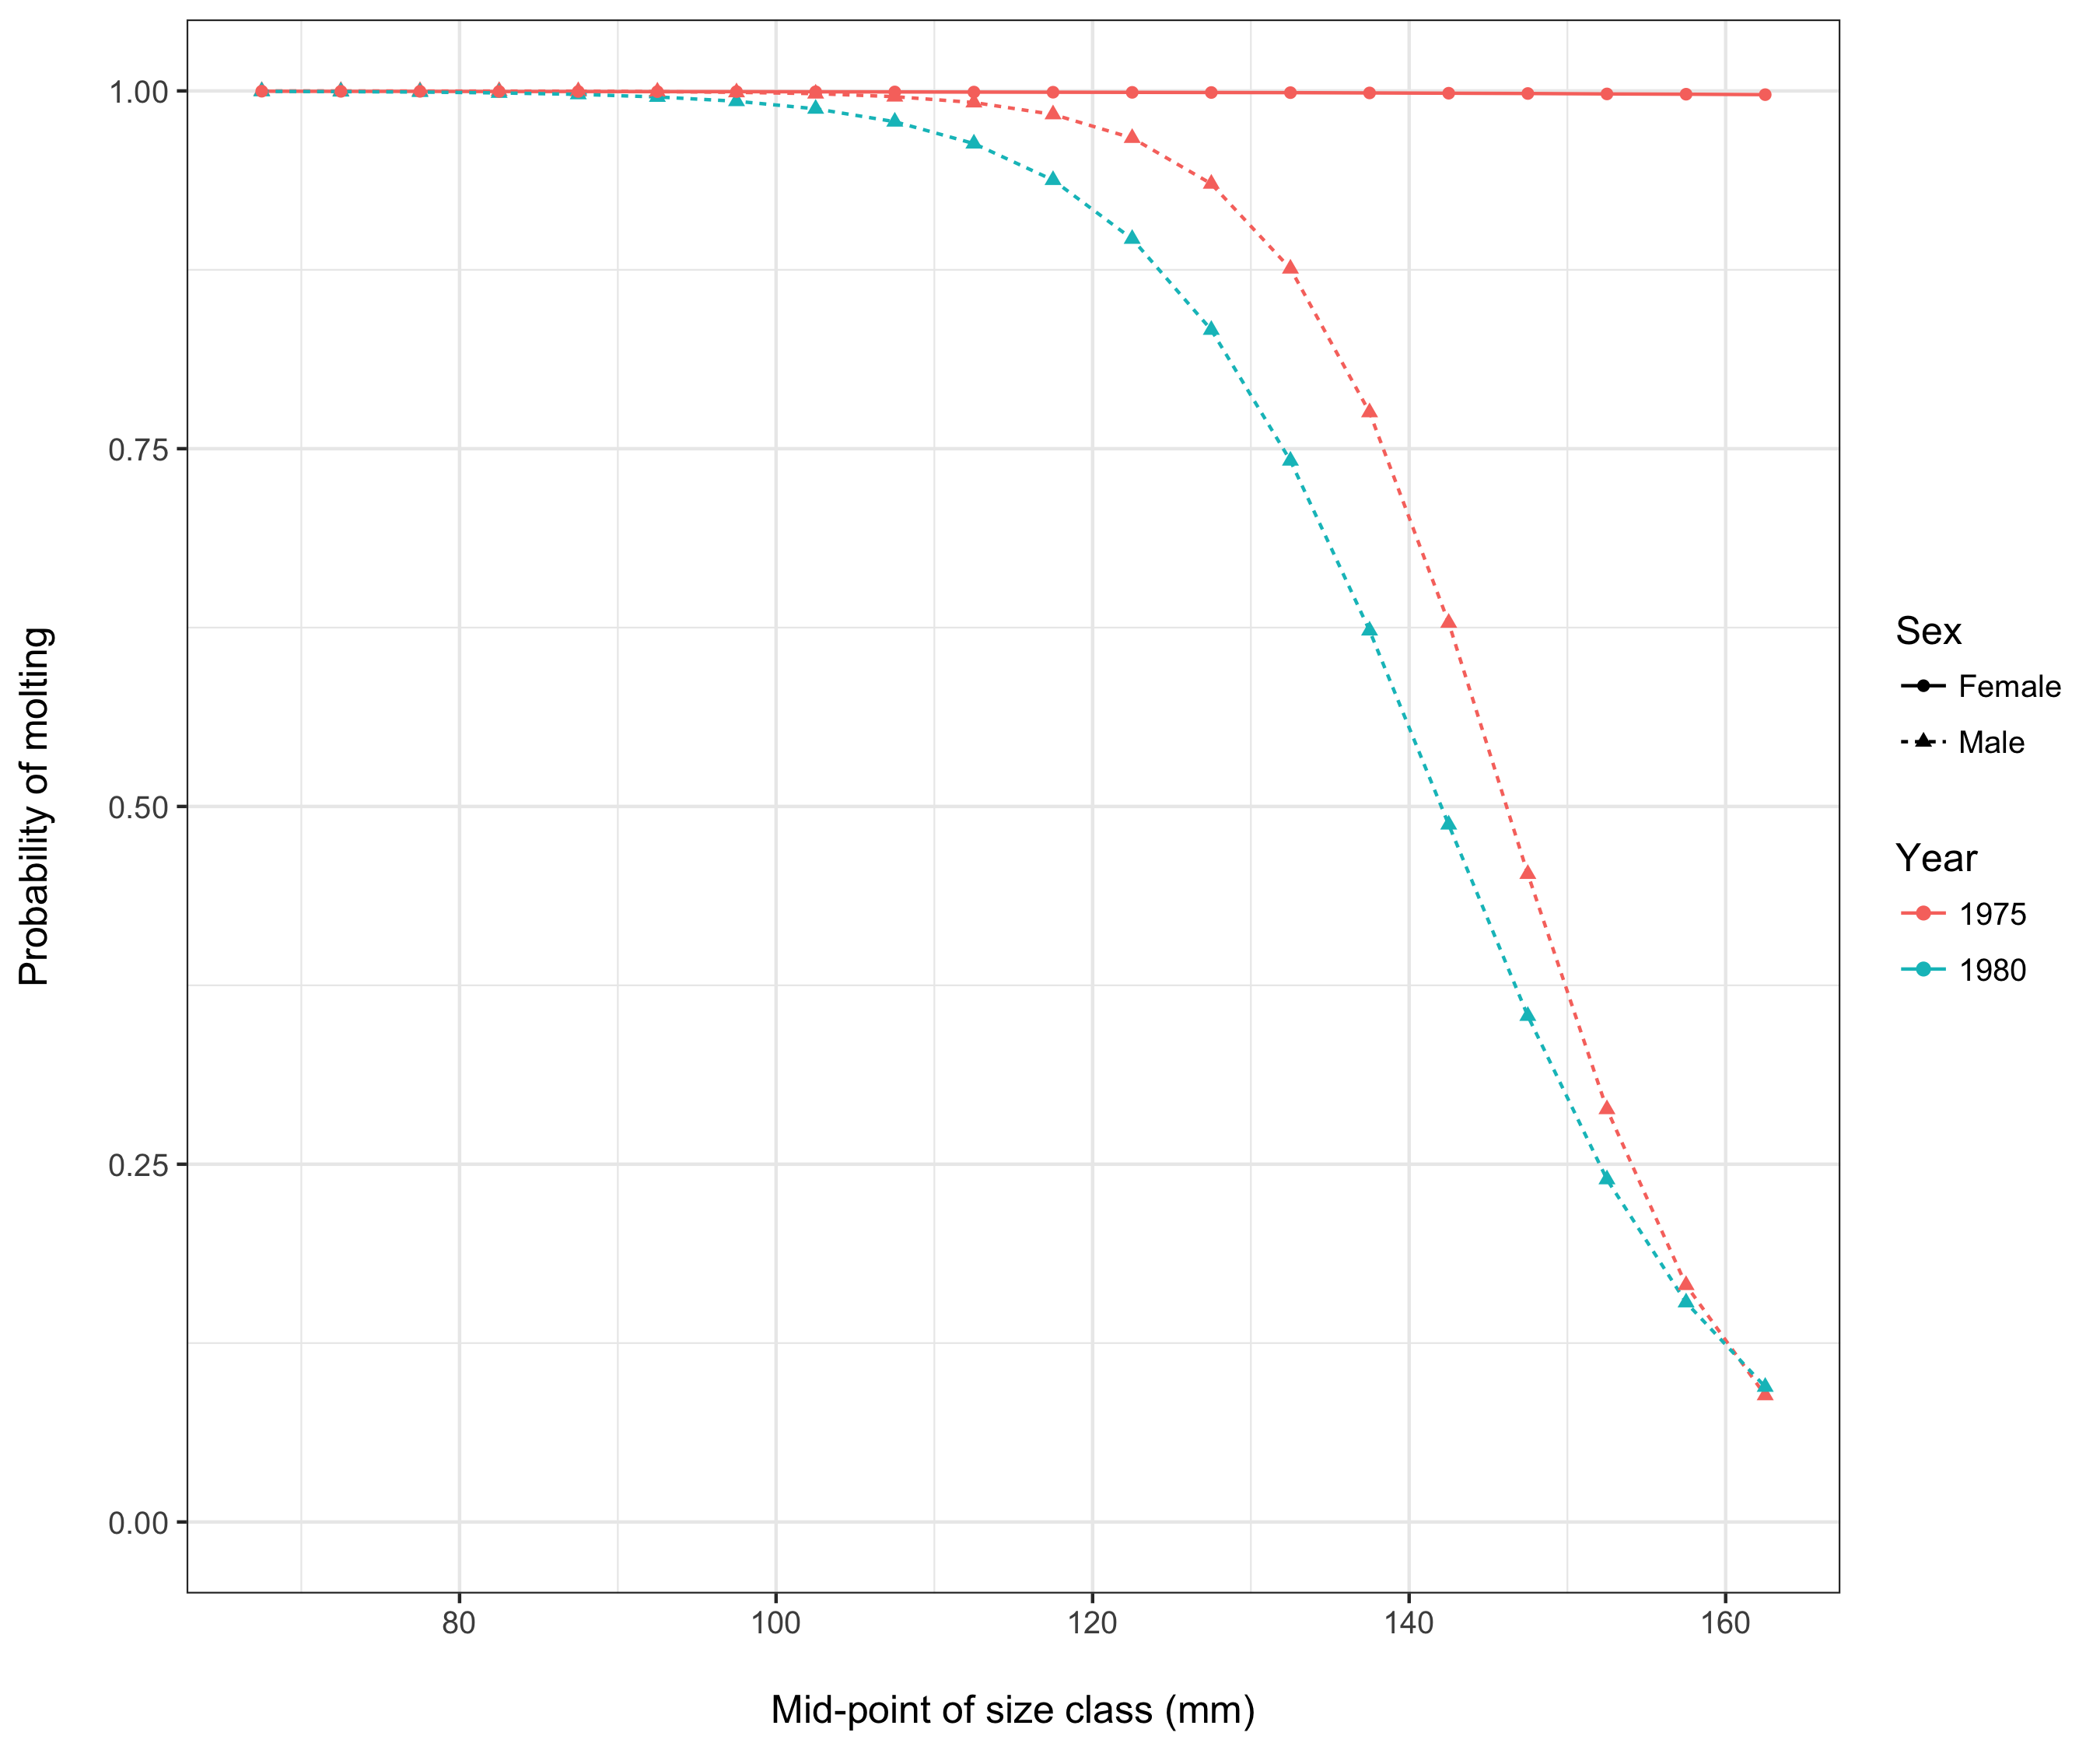 1.00
0.75
0.50
0.25
0.00
Probability of molting
80 100 120 140 160
Mid-point of size class (mm)
Sex
Female
Male
Year
1975
1980